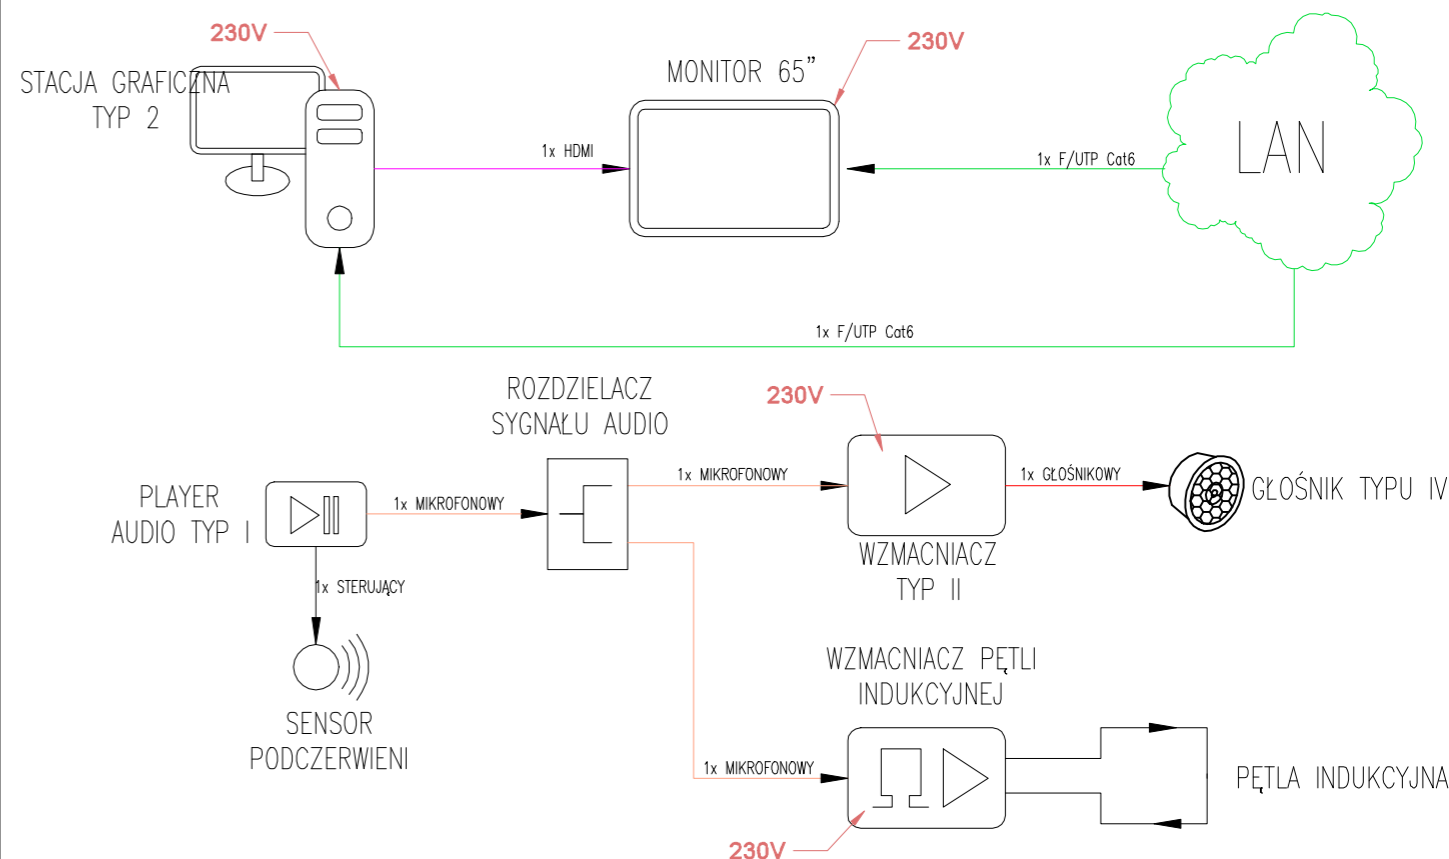 230V
230V
STACJA GRAFICZNA
TYP 2
MONITOR 65”
LAN
1x HDMI
1x F/UTP Cat6
1x F/UTP Cat6
ROZDZIELACZ
SYGNAŁU AUDIO
230V
PLAYER
AUDIO TYP I
1x MIKROFONOWY
1x MIKROFONOWY
1x GŁOŚNIKOWY
GŁOŚNIK TYPU IV
WZMACNIACZ
TYP II
1x STERUJĄCY
SENSOR
PODCZERWIENI
WZMACNIACZ PĘTLI
INDUKCYJNEJ
1x MIKROFONOWY
Ω
PĘTLA INDUKCYJNA
230V